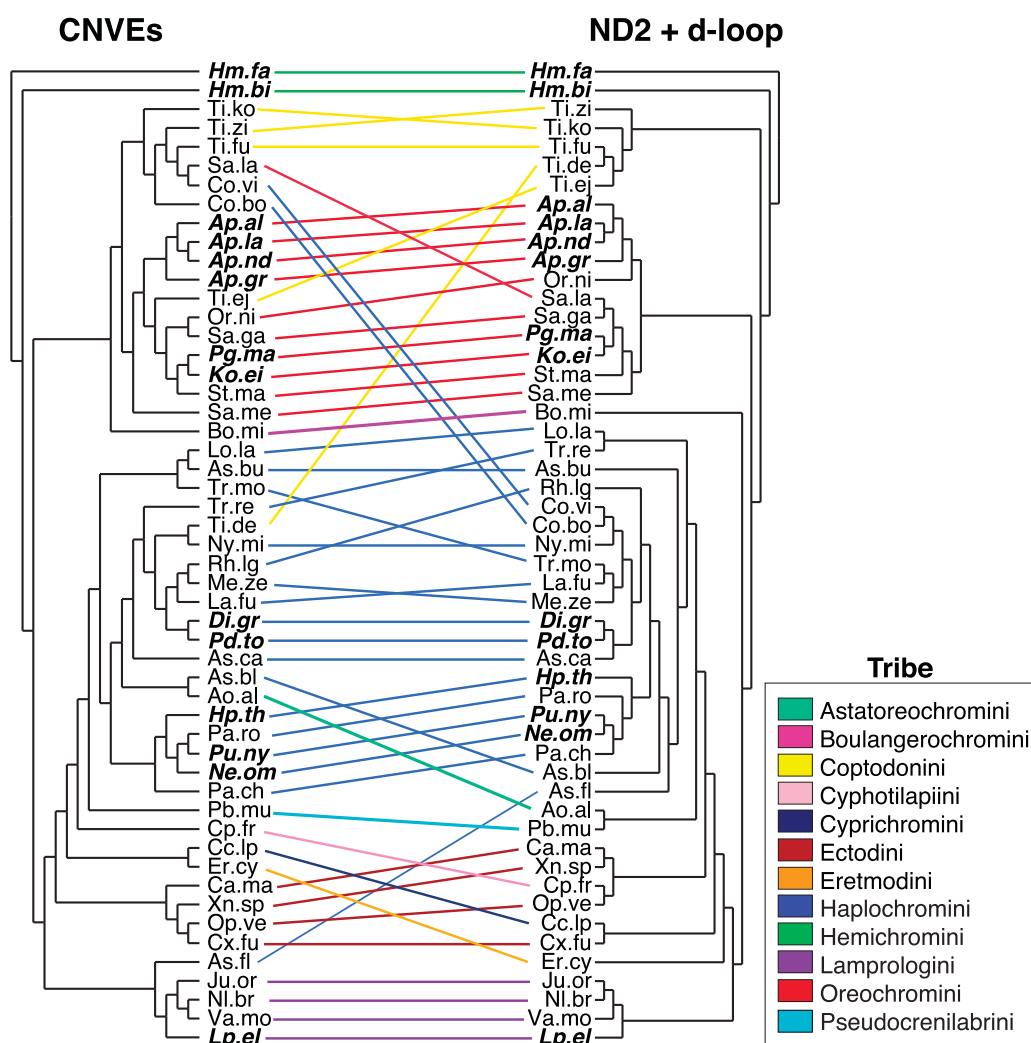 CNVEs ND2 + d-loop
Hm.fa Hm.fa
Hm.bi Hm.bi
Ti.ko Ti.zi
Ti.zi Ti.ko
Ti.fu Ti.fu
Sa.la Ti.de
Co.vi Ti.ej
Co.bo Ap.al
Ap.al Ap.la
Ap.la Ap.nd
Ap.nd Ap.gr
Ap.gr Or.ni
Ti.ej Sa.la
Or.ni Sa.ga
Sa.ga Pg.ma
Pg.ma Ko.ei
Ko.ei St.ma
St.ma Sa.me
Sa.me Bo.mi
Bo.mi Lo.la
Lo.la Tr.re
As.bu As.bu
Tr.mo Rh.lg
Tr.re Co.vi
Ti.de Co.bo
Ny.mi Ny.mi
Rh.lg Tr.mo
Me.ze La.fu
La.fu Me.ze
Di.gr Di.gr
Pd.to Pd.to
As.ca As.ca
As.bl Hp.th
Ao.al Pa.ro
Hp.th Pu.ny
Pa.ro Ne.om
Pu.ny Pa.ch
Ne.om As.bl
Pa.ch As.fl
Pb.mu Ao.al
Cp.fr Pb.mu
Cc.lp Ca.ma
Er.cy Xn.sp
Ca.ma Cp.fr
Xn.sp Op.ve
Op.ve Cc.lp
Cx.fu Cx.fu
As.fl Er.cy
Ju.or Ju.or
Nl.br Nl.br
Va.mo Va.mo
Lp.el Lp.el
Tribe
Astatoreochromini
Boulangerochromini
Coptodonini
Cyphotilapiini
Cyprichromini
Ectodini
Eretmodini
Haplochromini
Hemichromini
Lamprologini
Oreochromini
Pseudocrenilabrini